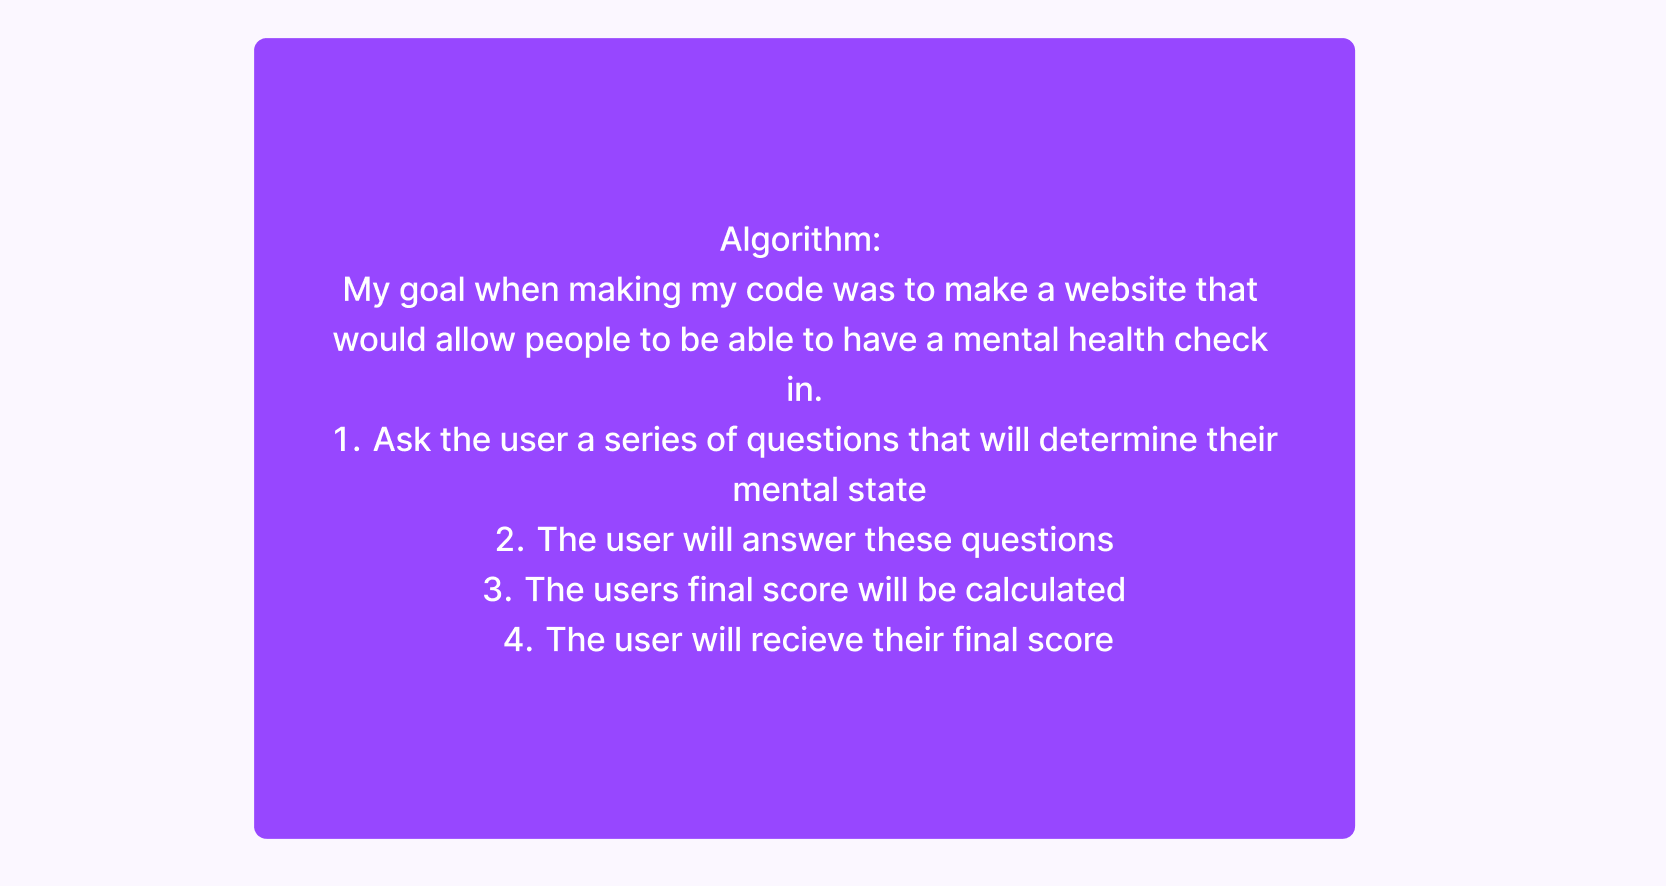 Algorithm:
My goal when making my code was to make a website that
would allow people to be able to have a mental health check
in.
1. Ask the user a series of questions that will determine their
mental state
2. The user will answer these questions
3. The users final score will be calculated
4. The user will recieve their final score